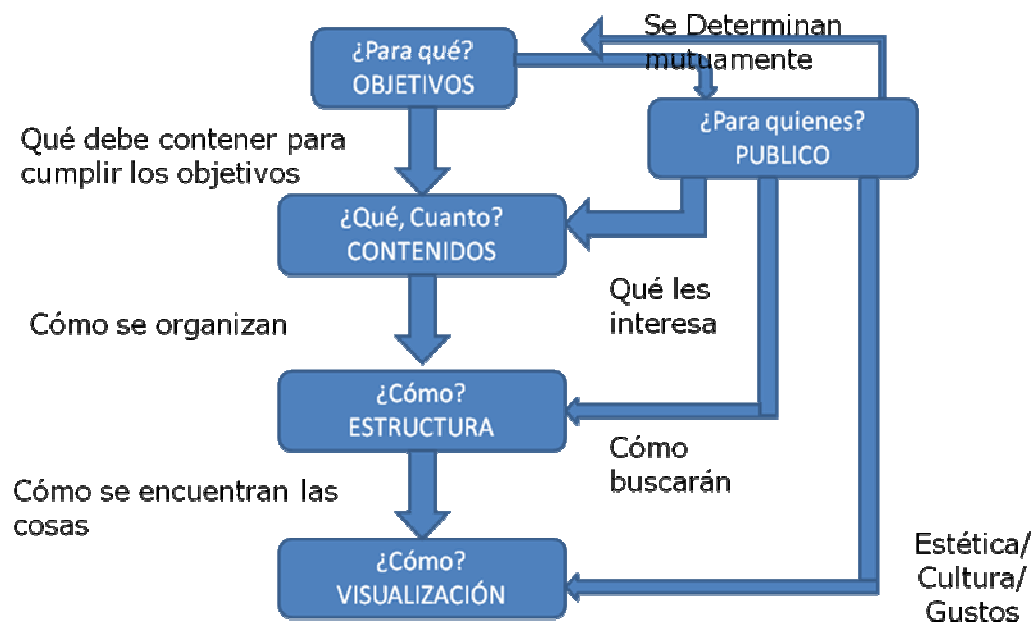 Se Determinan
mutuamente
¿Para qué?
OBJETIVOS
¿Para quienes?
PUBLICO
Qué debe contener para
cumplir los objetivos
¿Qué, Cuanto?
CONTENIDOS
Qué les
interesa
Cómo se organizan
¿Cómo?
ESTRUCTURA
Cómo
buscarán
Cómo se encuentran las
cosas
¿Cómo?
VISUALIZACIÓN
Estética/
Cultura/
Gustos